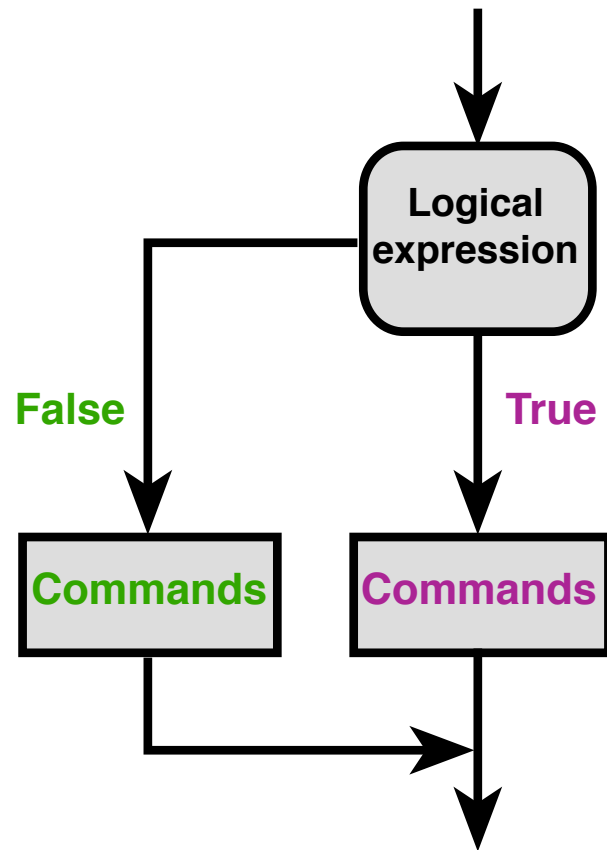 Logical
expression
False
True
Commands
Commands